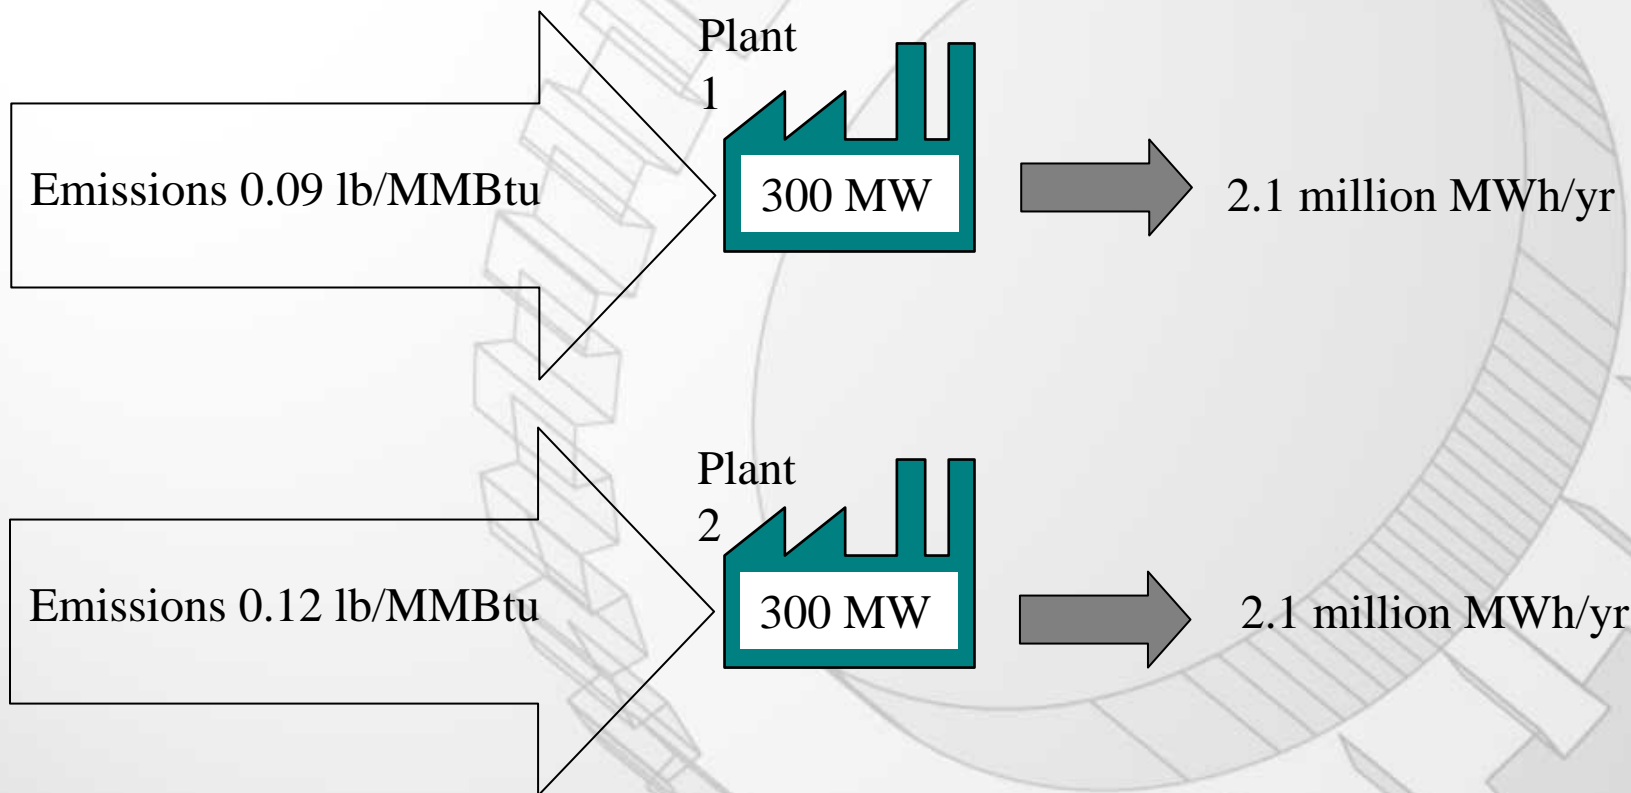 Plant
1
Emissions 0.09 lb/MMBtu
300 MW
2.1 million MWh/yr
Plant
2
Emissions 0.12 lb/MMBtu
300 MW
2.1 million MWh/yr